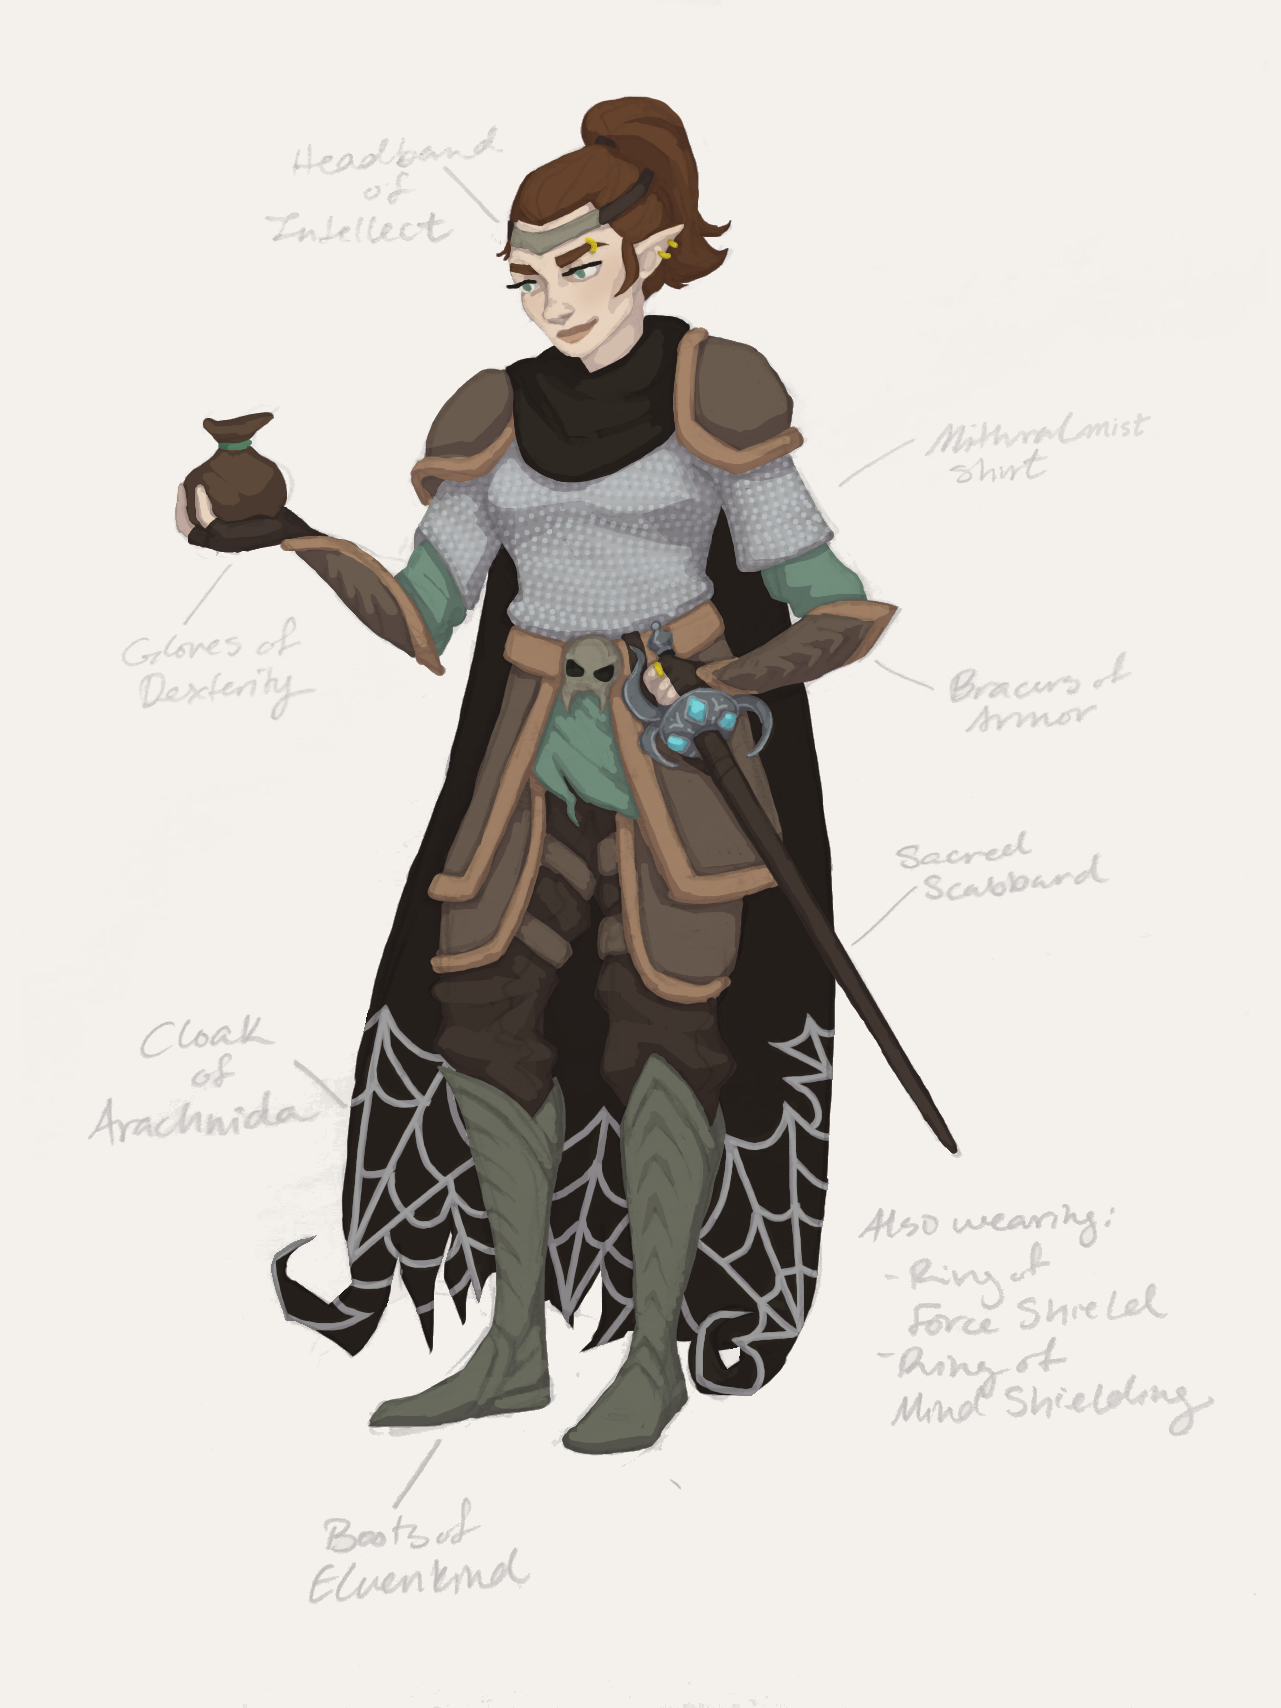 Headband
of
Intellect
Mithralmist
shirt
Gloves of
Dexterity
Bracers of
Armor
Sacred
Scabbard
Cloak
of
Arachnida
Also wearing:
- Ring of
Force Shield
- Ring of
Mind Shielding
Boots of
Elvenkind